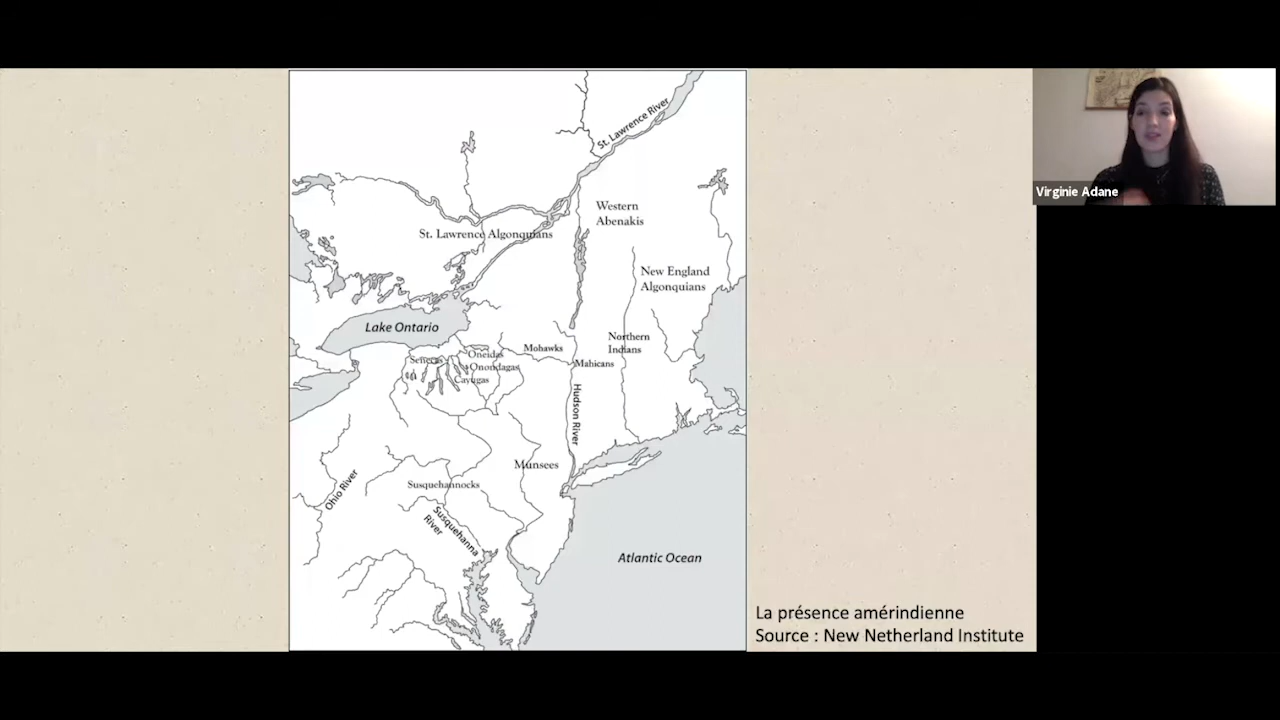 St. Lawrence River
Western
Abenakis
St. Lawrence Algonquians
New England
Algonquians
Lake Ontario
Northern
Indians
Mohawks
Mahicans
Senecas
Oneidas
Onondagas
Cayugas
Hudson River
Munsees
Susquehannocks
Ohio River
Susquehanna
River
Atlantic Ocean
La présence amérindienne
Source : New Netherland Institute
Virginie Adane